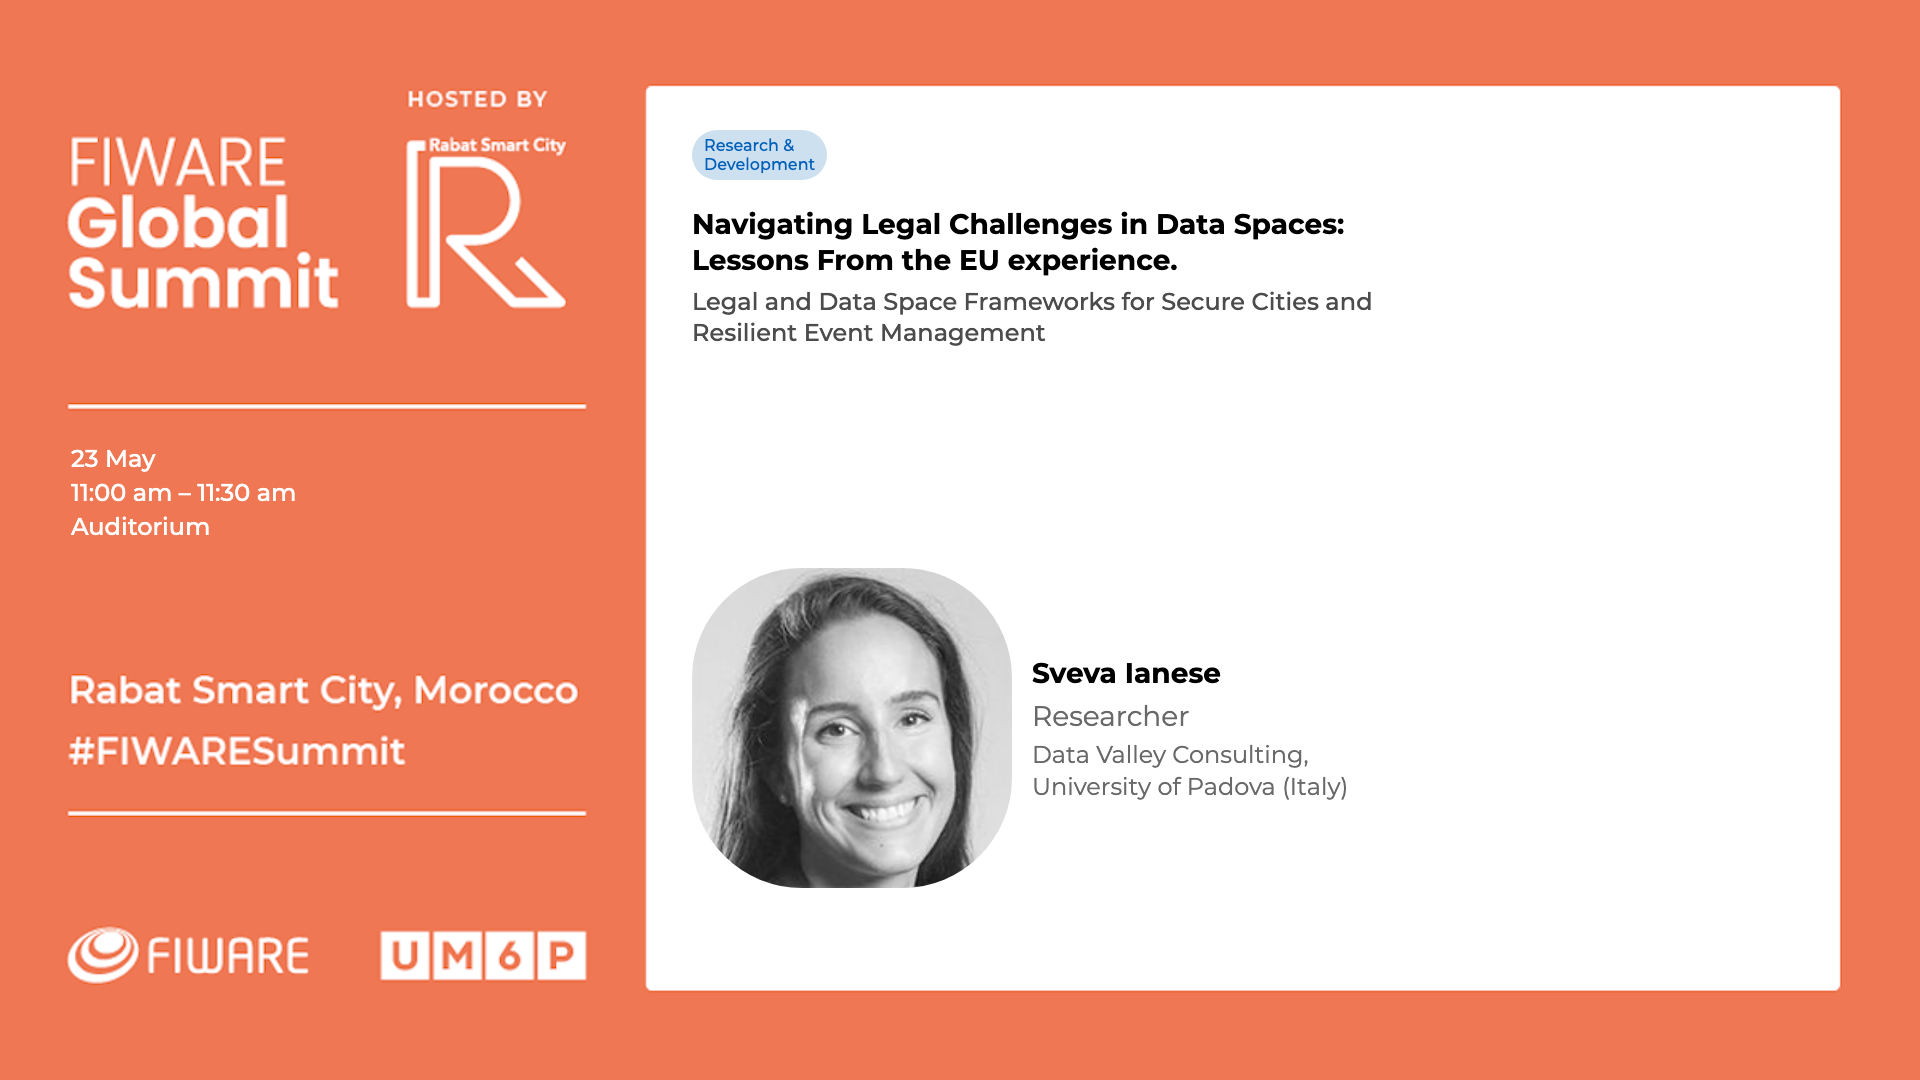 HOSTED BY
FIWARE
Global
Summit
Rabat Smart City
R
23 May
11:00 am – 11:30 am
Auditorium
Rabat Smart City, Morocco
#FIWARESummit
FIWARE
UM6P
Research &
Development
Navigating Legal Challenges in Data Spaces:
Lessons From the EU experience.
Legal and Data Space Frameworks for Secure Cities and
Resilient Event Management
Sveva Ianese
Researcher
Data Valley Consulting,
University of Padova (Italy)